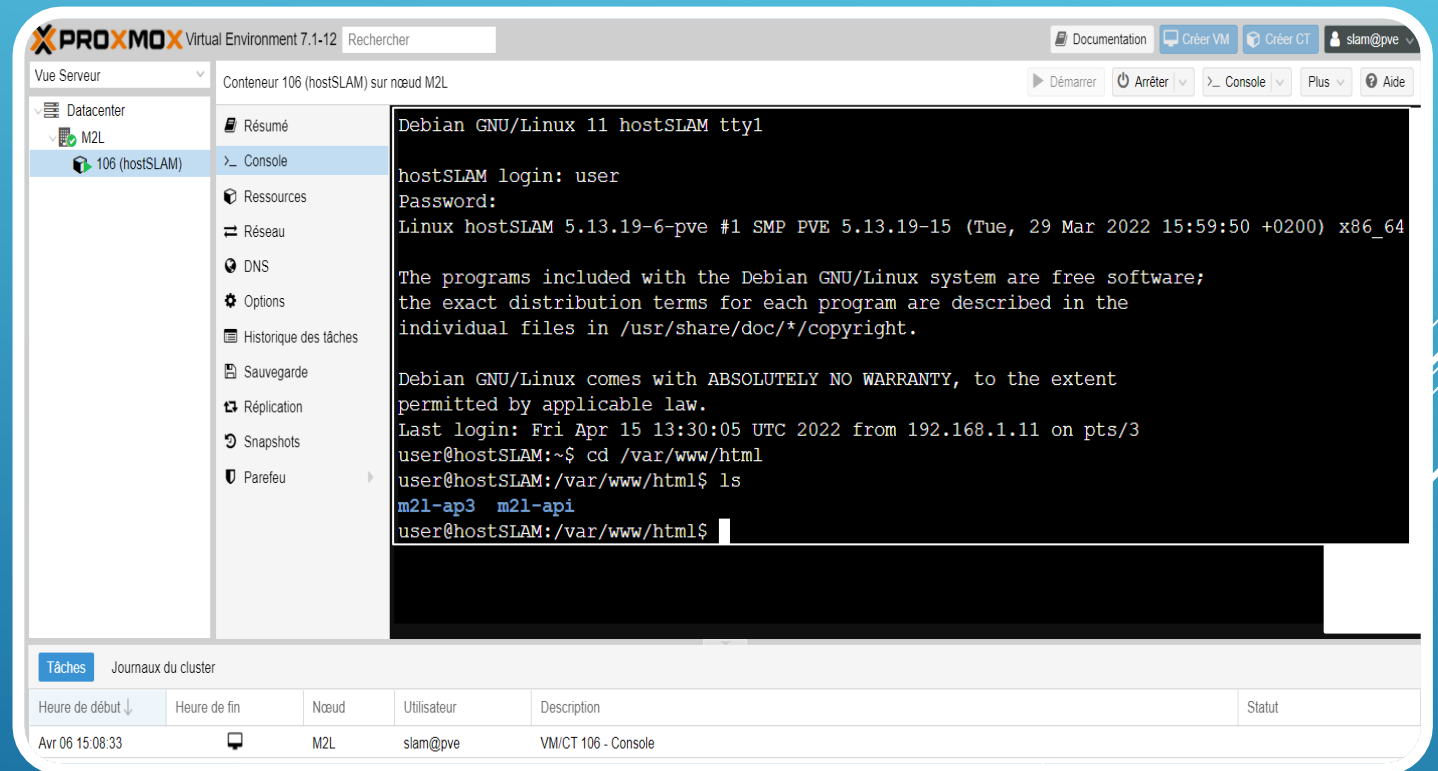 PROXMOX Virtual Environment 7.1-12 Rechercher Documentation Créer VM Créer CT slam@pve
Vue Serveur
Conteneur 106 (hostSLAM) sur nœud M2L Démarrer Arrêter Console Plus Aide
Datacenter
M2L
106 (hostSLAM)
Résumé
>_ Console
Ressources
Réseau
DNS
Options
Historique des tâches
Sauvegarde
Réplication
Snapshots
Parefeu
Debian GNU/Linux 11 hostSLAM tty1
hostSLAM login: user
Password:
Linux hostSLAM 5.13.19-6-pve #1 SMP PVE 5.13.19-15 (Tue, 29 Mar 2022 15:59:50 +0200) x86_64
The programs included with the Debian GNU/Linux system are free software;
the exact distribution terms for each program are described in the
individual files in /usr/share/doc/*/copyright.
Debian GNU/Linux comes with ABSOLUTELY NO WARRANTY, to the extent
permitted by applicable law.
Last login: Fri Apr 15 13:30:05 UTC 2022 from 192.168.1.11 on pts/3
user@hostSLAM:~$ cd /var/www/html
user@hostSLAM:/var/www/html$ ls
m2l-ap3 m2l-api
user@hostSLAM:/var/www/html$
Tâches Journaux du cluster
Heure de début↓ Heure de fin Nœud Utilisateur Description Statut
Avr 06 15:08:33 M2L slam@pve VM/CT 106 - Console